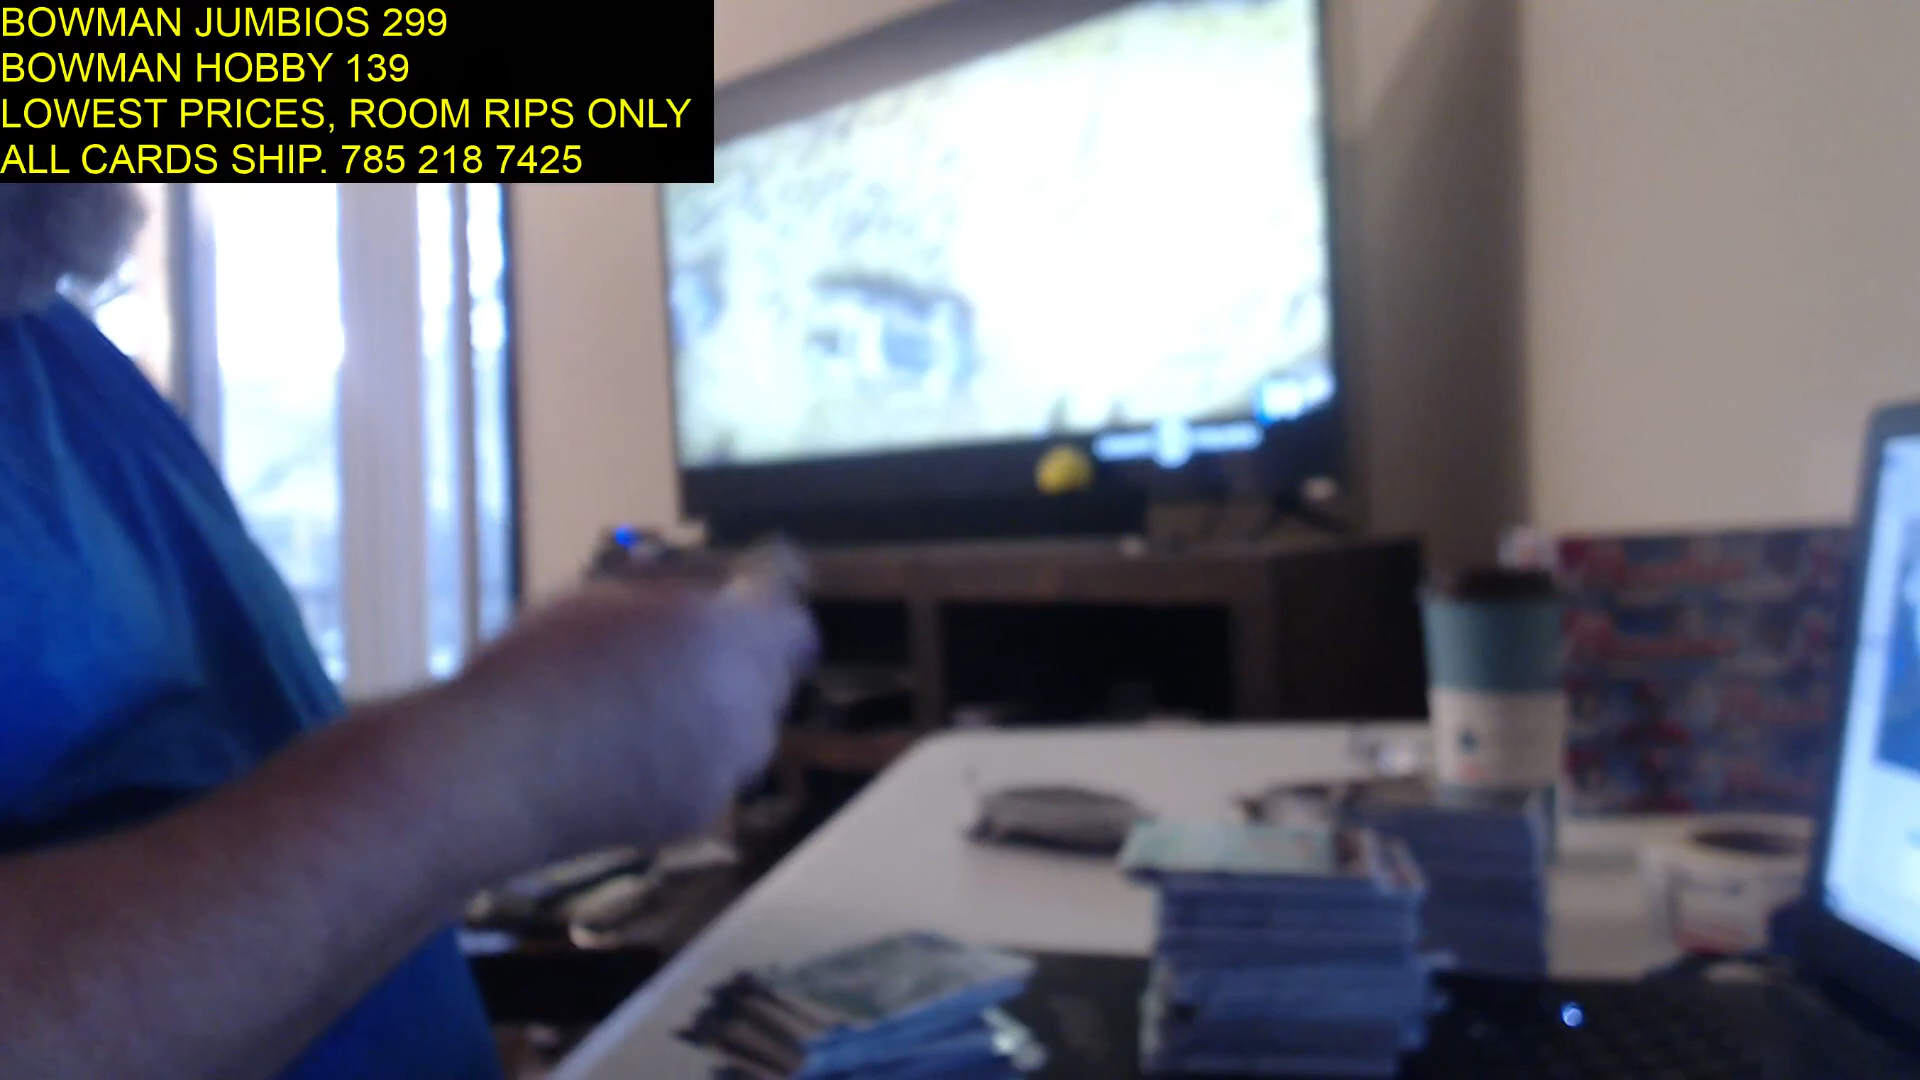 BOWMAN JUMBIOS 299
BOWMAN HOBBY 139
LOWEST PRICES, ROOM RIPS ONLY
ALL CARDS SHIP. 785 218 7425